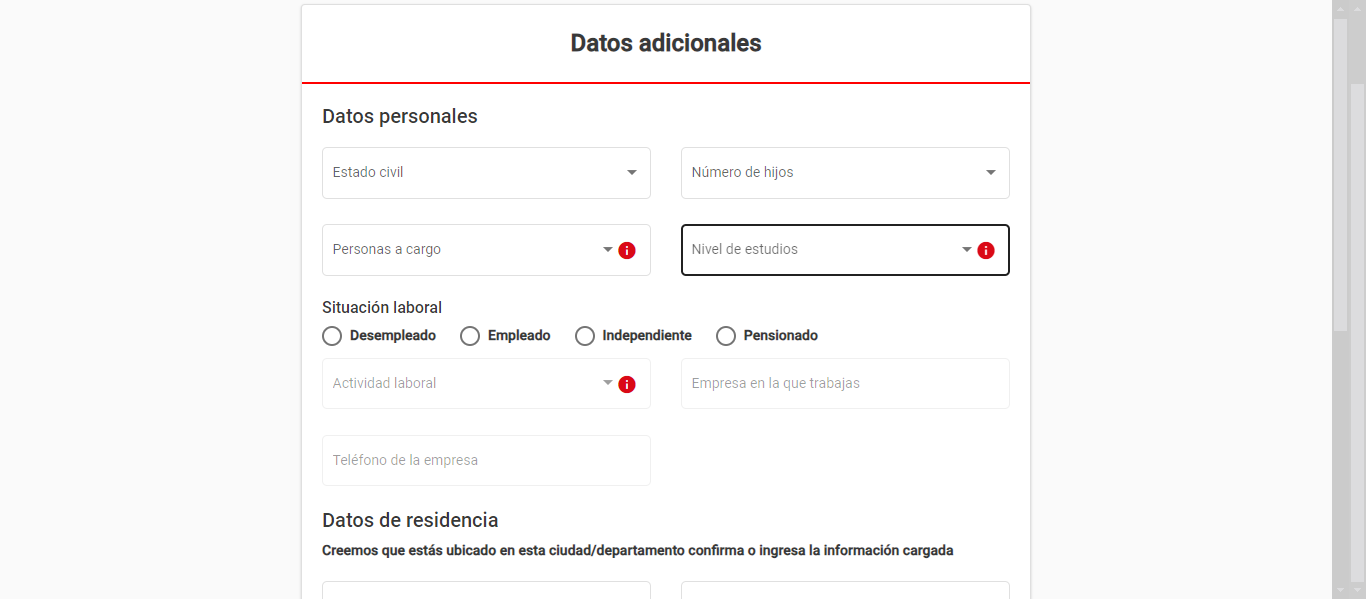 Datos adicionales
Datos personales
Estado civil
Número de hijos
Personas a cargo
Nivel de estudios
Situación laboral
Desempleado Empleado Independiente Pensionado
Actividad laboral
Empresa en la que trabajas
Teléfono de la empresa
Datos de residencia
Creemos que estás ubicado en esta ciudad/departamento confirma o ingresa la información cargada